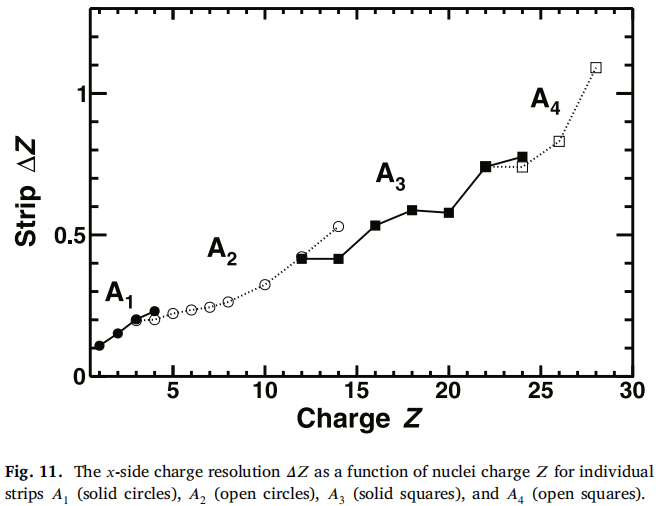 1
0.5
0
Strip ΔZ
A₁
A₂
A₃
A₄
5 10 15 20 25 30
Charge Z
Fig. 11. The x-side charge resolution ΔZ as a function of nuclei charge Z for individual
strips A₁ (solid circles), A₂ (open circles), A₃ (solid squares), and A₄ (open squares).